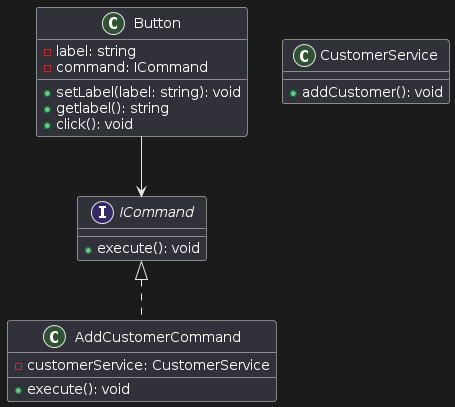 C Button
label: string
command: ICommand
setLabel(label: string): void
getlabel(): string
click(): void
C CustomerService
addCustomer(): void
I ICommand
execute(): void
C AddCustomerCommand
customerService: CustomerService
execute(): void